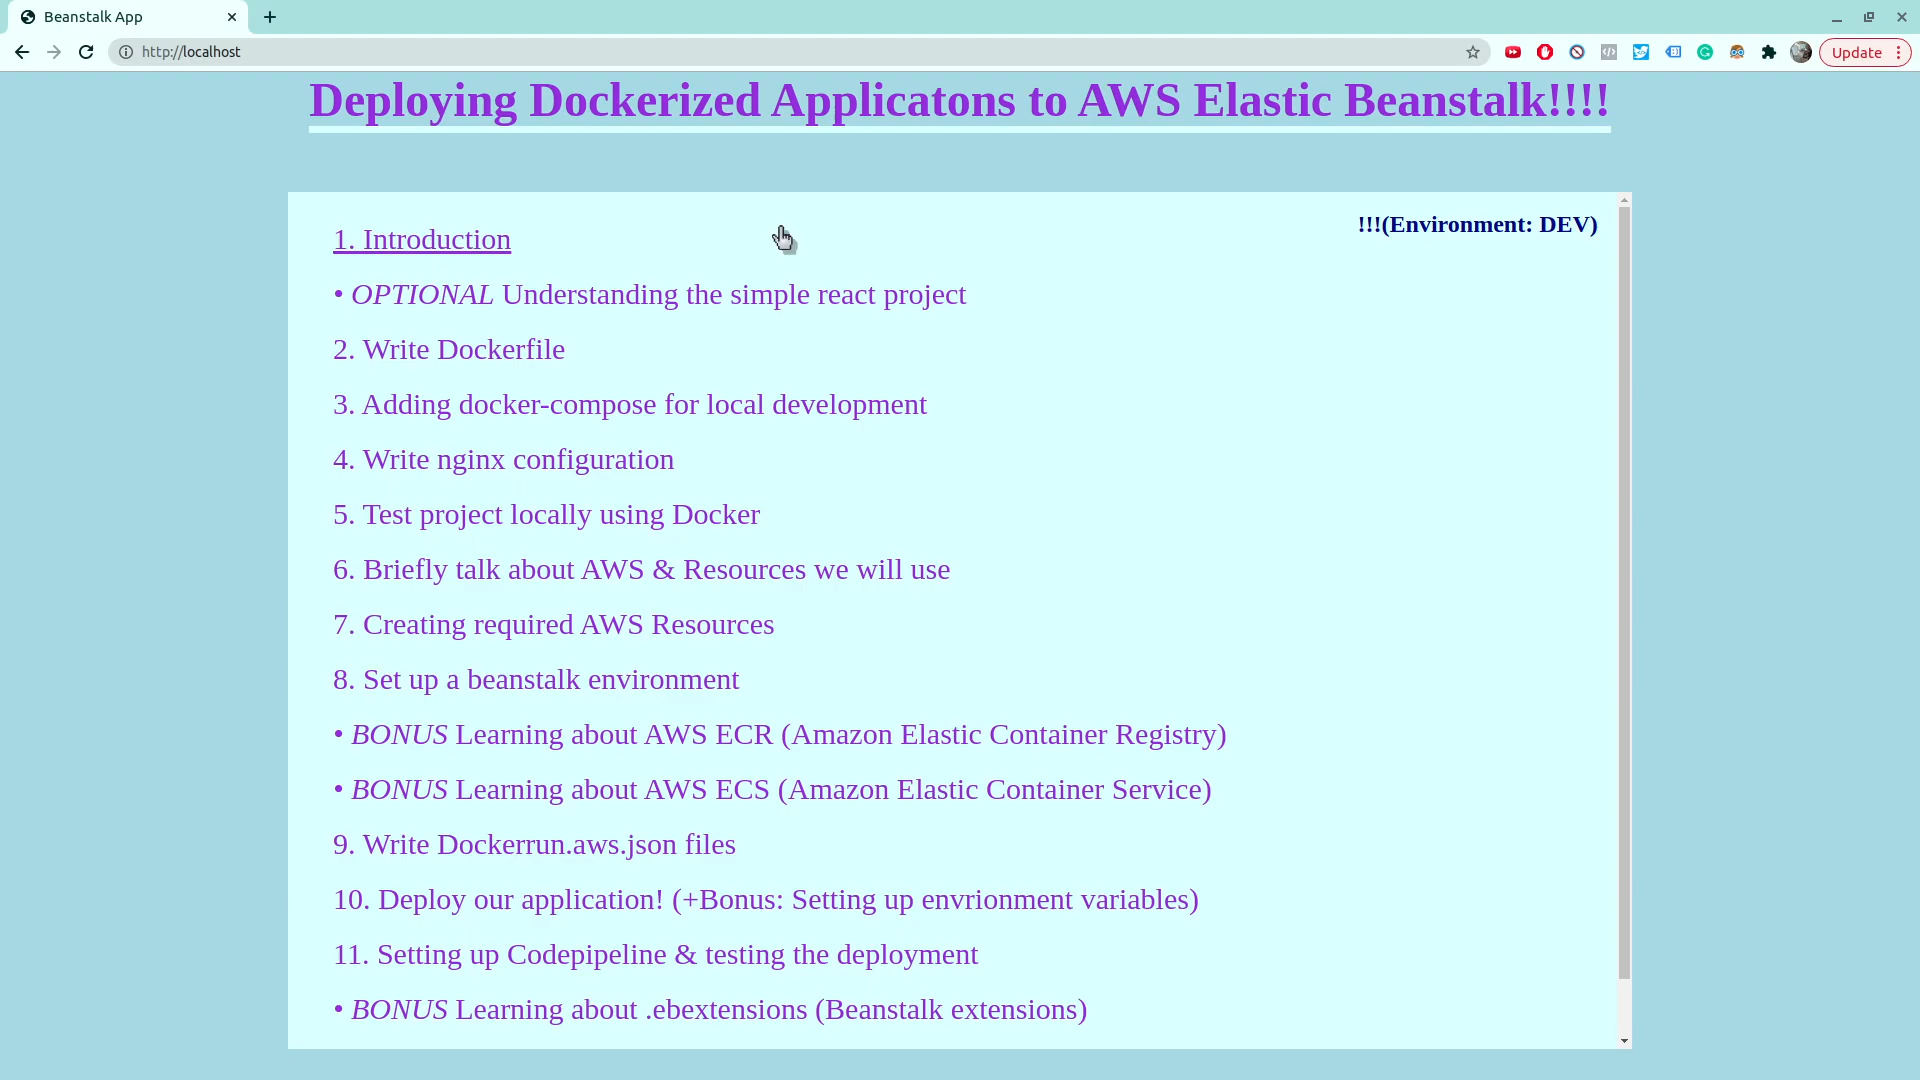 Beanstalk App
http://localhost
Update
Deploying Dockerized Applicatons to AWS Elastic Beanstalk!!!!
!!!(Environment: DEV)
1. Introduction
• OPTIONAL Understanding the simple react project
2. Write Dockerfile
3. Adding docker-compose for local development
4. Write nginx configuration
5. Test project locally using Docker
6. Briefly talk about AWS & Resources we will use
7. Creating required AWS Resources
8. Set up a beanstalk environment
• BONUS Learning about AWS ECR (Amazon Elastic Container Registry)
• BONUS Learning about AWS ECS (Amazon Elastic Container Service)
9. Write Dockerrun.aws.json files
10. Deploy our application! (+Bonus: Setting up envrionment variables)
11. Setting up Codepipeline & testing the deployment
• BONUS Learning about .ebextensions (Beanstalk extensions)